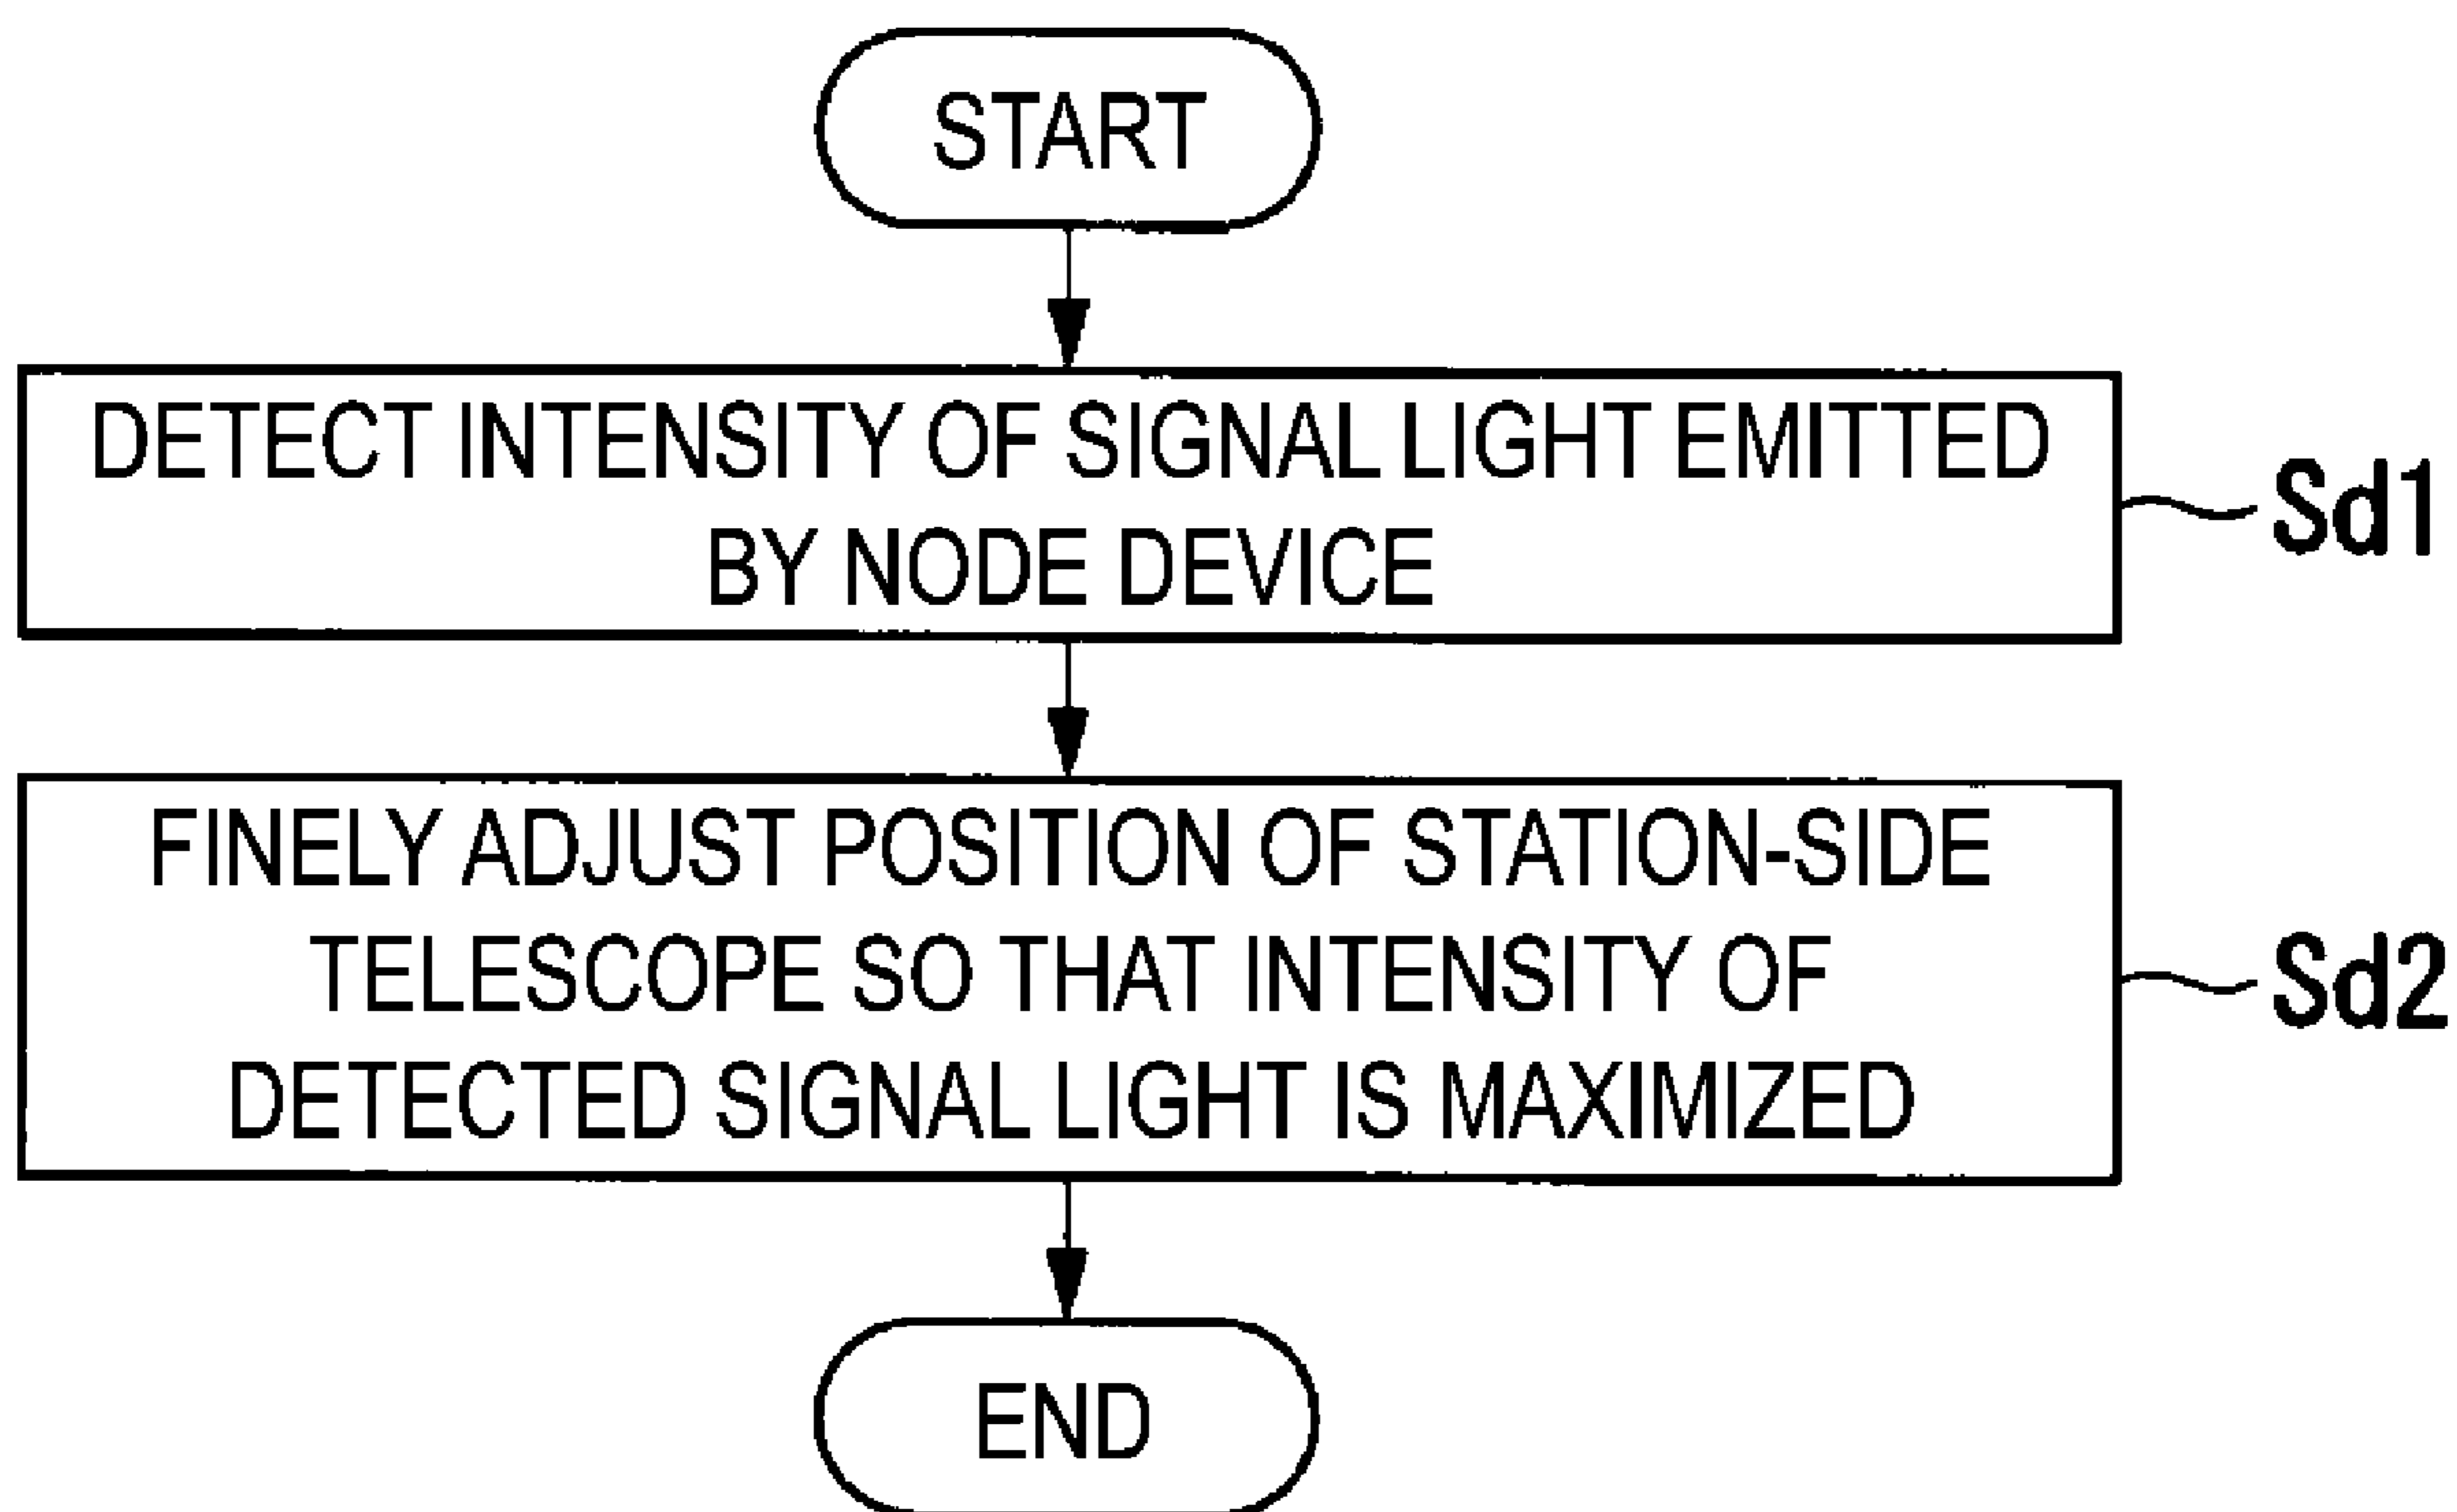 START
DETECT INTENSITY OF SIGNAL LIGHT EMITTED
BY NODE DEVICE
Sd1
FINELY ADJUST POSITION OF STATION-SIDE
TELESCOPE SO THAT INTENSITY OF
DETECTED SIGNAL LIGHT IS MAXIMIZED
Sd2
END